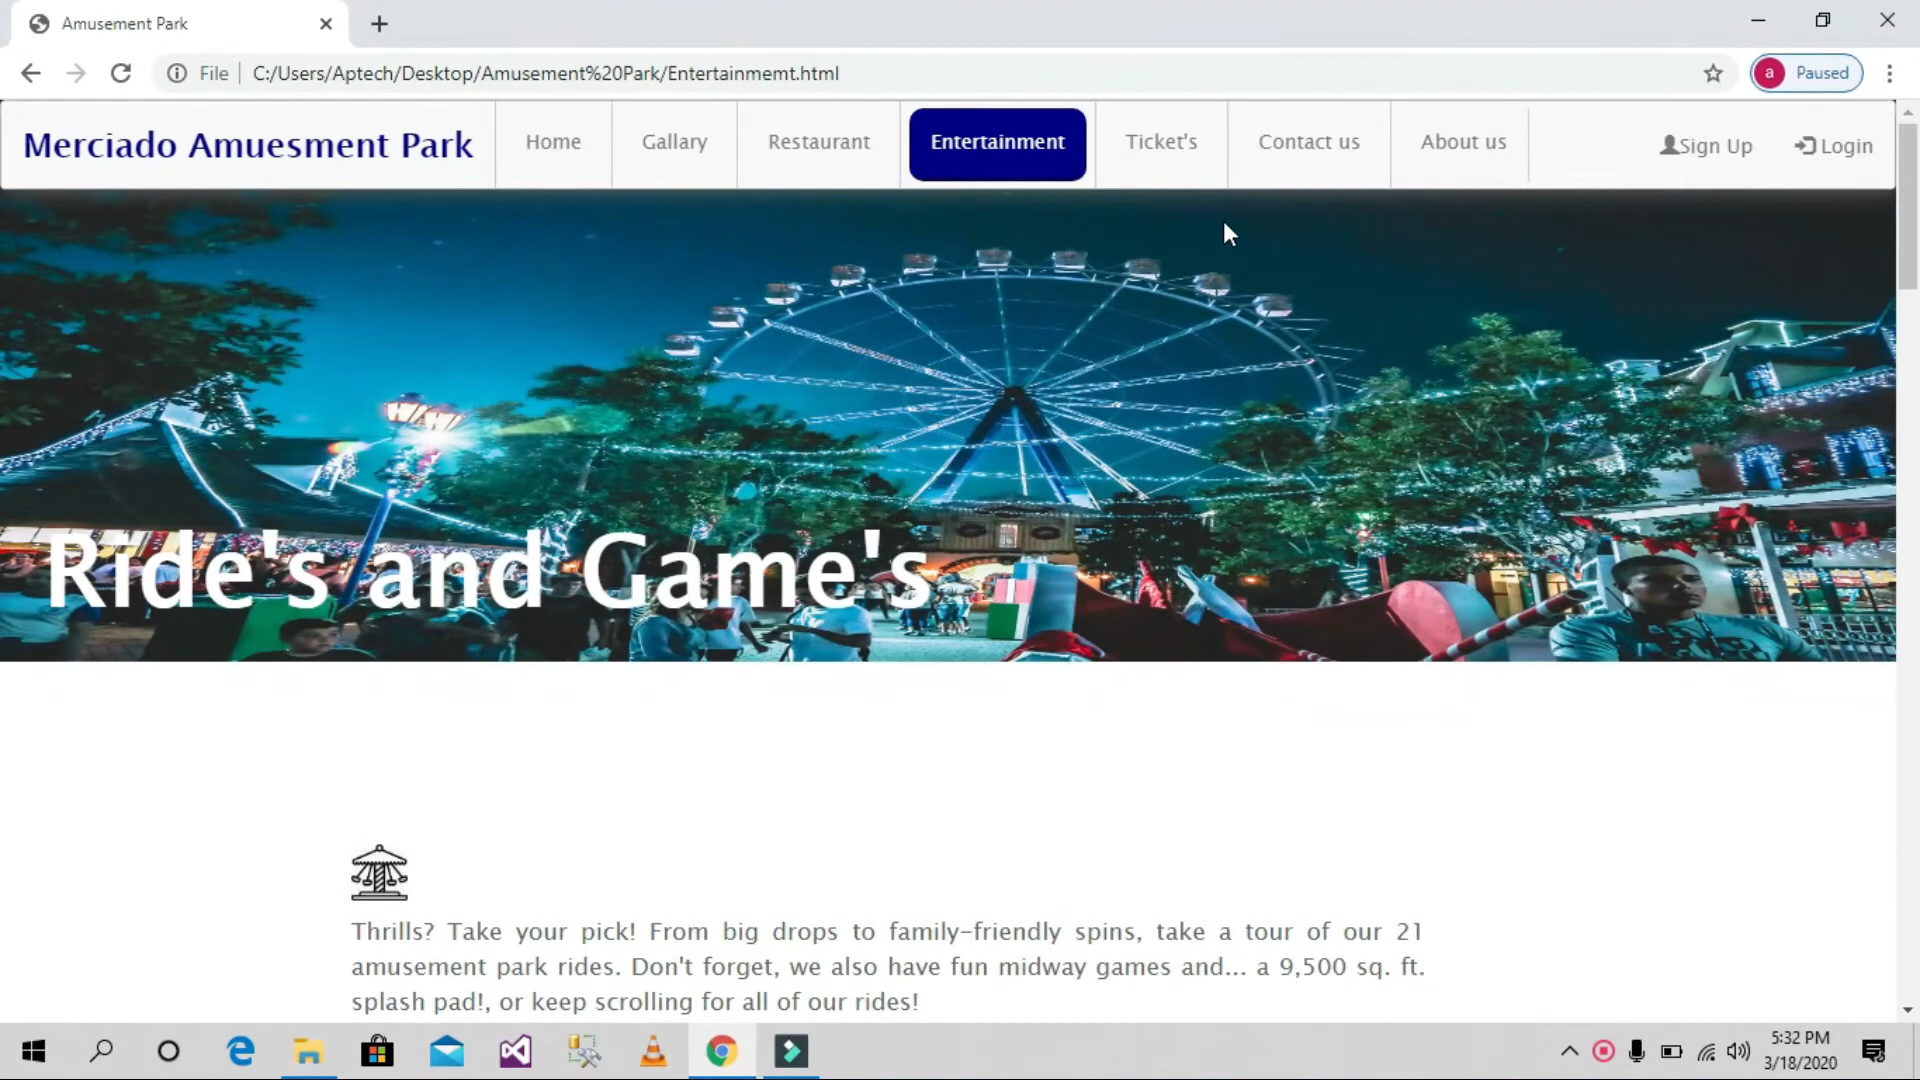 Amusement Park
File
C:/Users/Aptech/Desktop/Amusement%20Park/Entertainmemt.html
a Paused
Merciado Amuesment Park
Home
Gallary
Restaurant
Entertainment
Ticket's
Contact us
About us
Sign Up
Login
Ride's and Game's
Thrills? Take your pick! From big drops to family-friendly spins, take a tour of our 21
amusement park rides. Don't forget, we also have fun midway games and... a 9,500 sq. ft.
splash pad!, or keep scrolling for all of our rides!
5:32 PM
3/18/2020